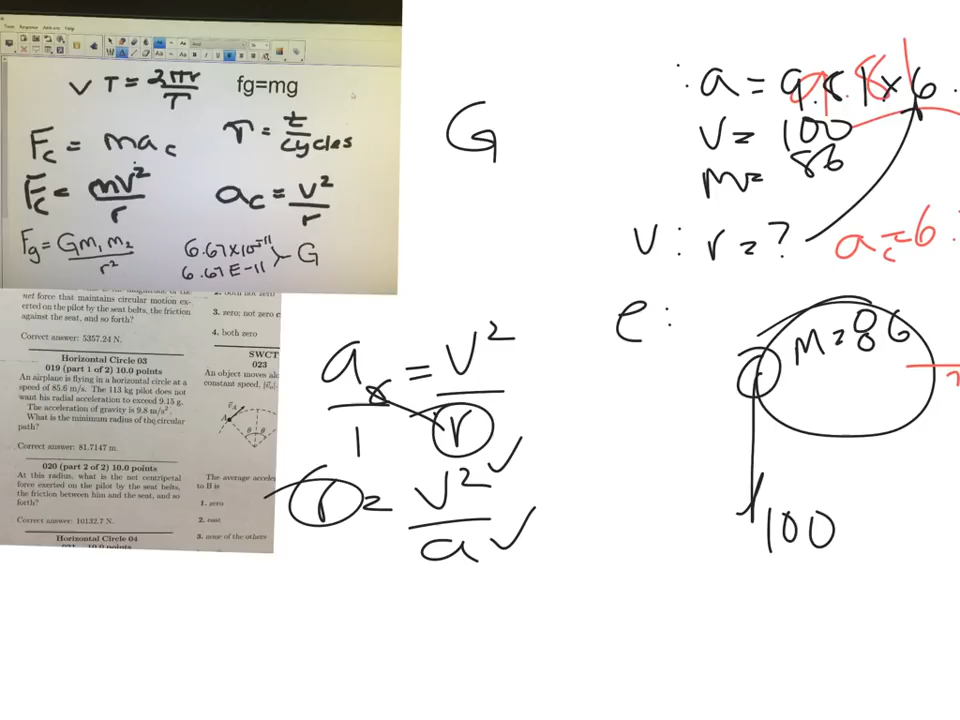 v T = 2πr/T fg=mg
Fc = mac T = t/cycles
Fc = mv²/r ac = v²/r
Fg = Gm₁m₂/r² 6.67×10⁻¹¹
6.67E-11 > G
net force that maintains circular motion ex-
erted on the pilot by the seat belts, the friction
against the seat, and so forth?
Correct answer: 5357.24 N.
Horizontal Circle 03
019 (part 1 of 2) 10.0 points
An airplane is flying in a horizontal circle at a
speed of 85.6 m/s. The 113 kg pilot does not
want his radial acceleration to exceed 9.15 g.
The acceleration of gravity is 9.8 m/s².
What is the minimum radius of the circular
path?
Correct answer: 81.7147 m.
020 (part 2 of 2) 10.0 points
At this radius, what is the net centripetal
force exerted on the pilot by the seat belts,
the friction between him and the seat, and so
forth?
Correct answer: 10132.7 N.
Horizontal Circle 04
3. zero; not zero
4. both zero
SWCT
023
An object moves
constant speed,
The average
to B is
1. zero
2. east
3. none of the others
G
a/1 = v²/r
r = v²/a
: a = 9.81×6
v = 100
m = 86
U : r = ?
ac = 6
e :
m = 86
100